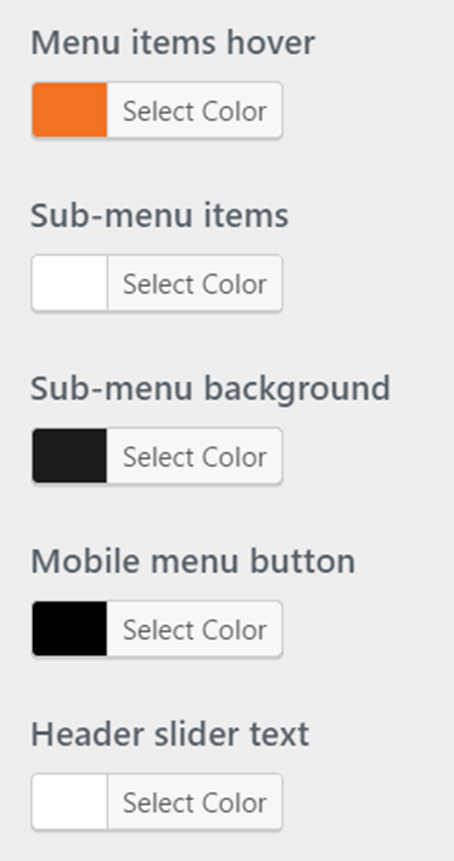 Menu items hover
Select Color
Sub-menu items
Select Color
Sub-menu background
Select Color
Mobile menu button
Select Color
Header slider text
Select Color